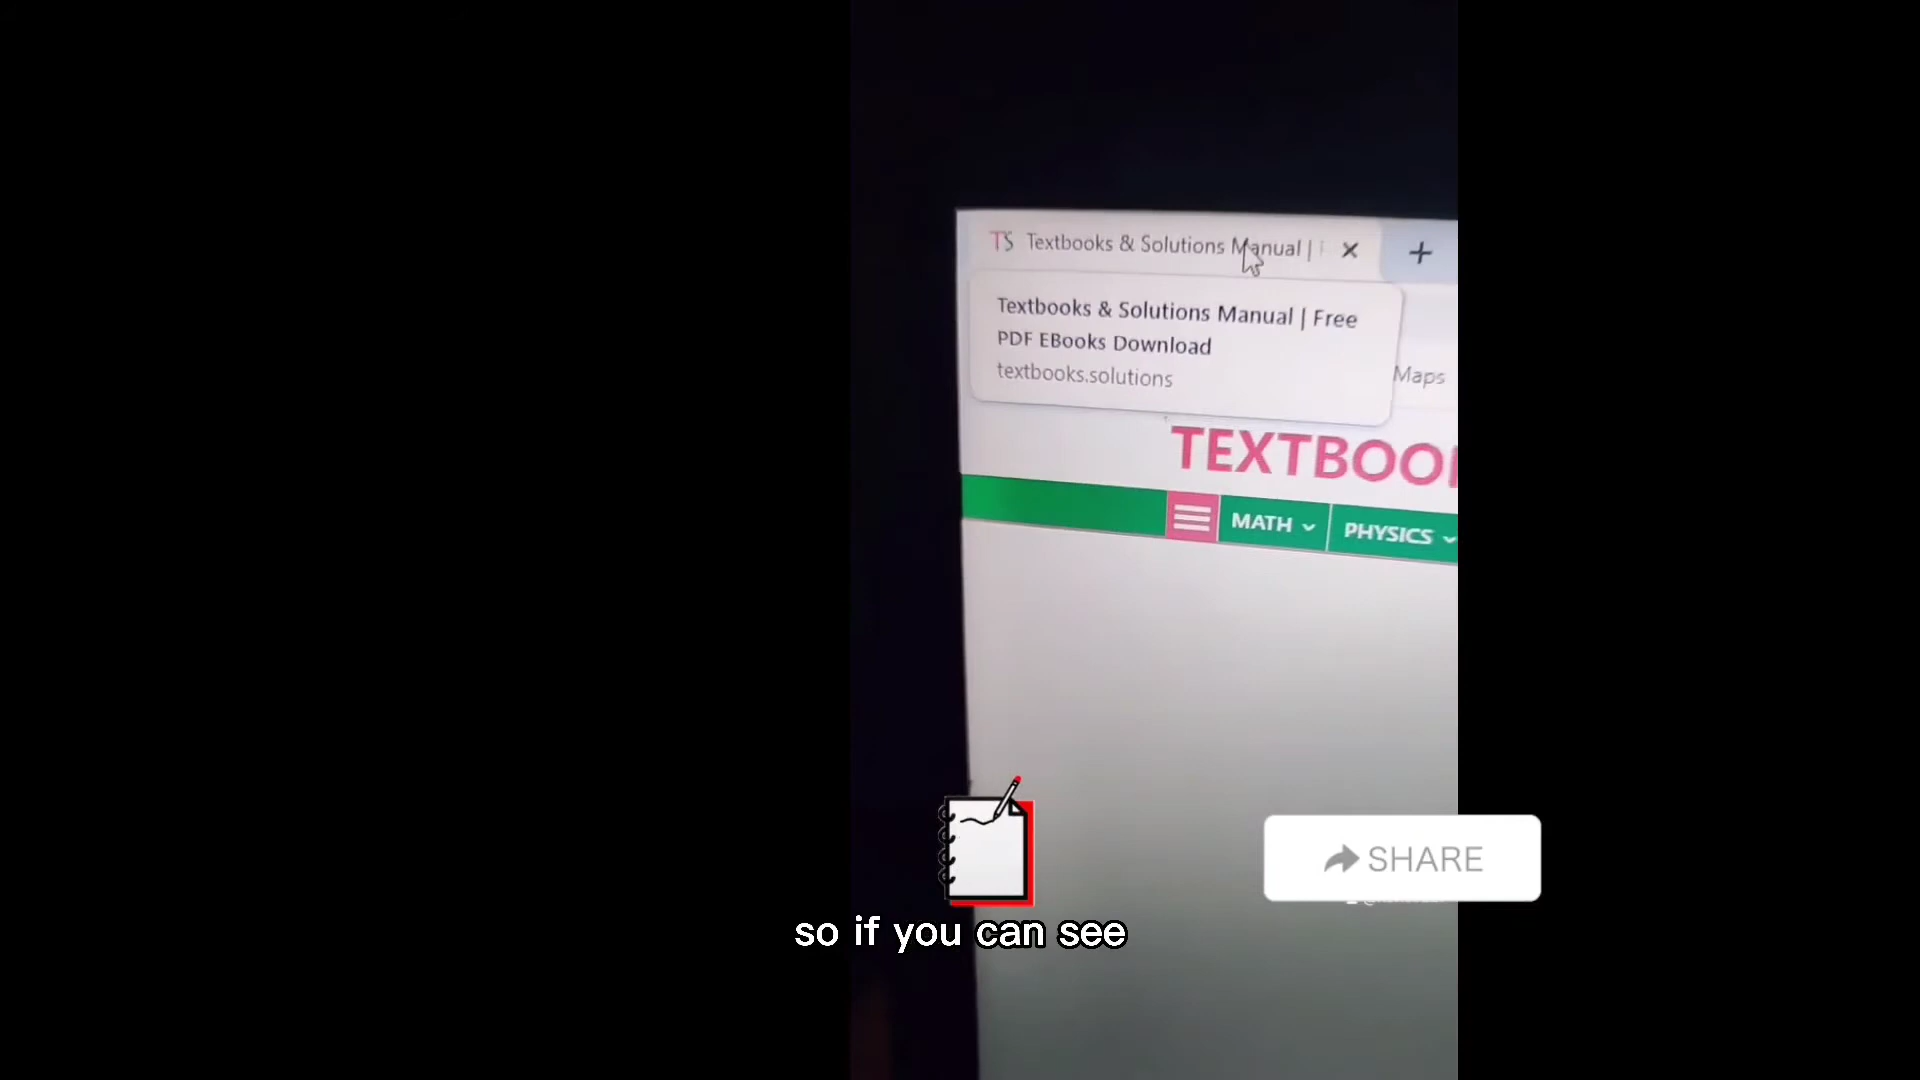 TS Textbooks & Solutions Manual |
Textbooks & Solutions Manual | Free
PDF EBooks Download
textbooks.solutions
Maps
TEXTBOO
MATH
PHYSICS
SHARE
so if you can see